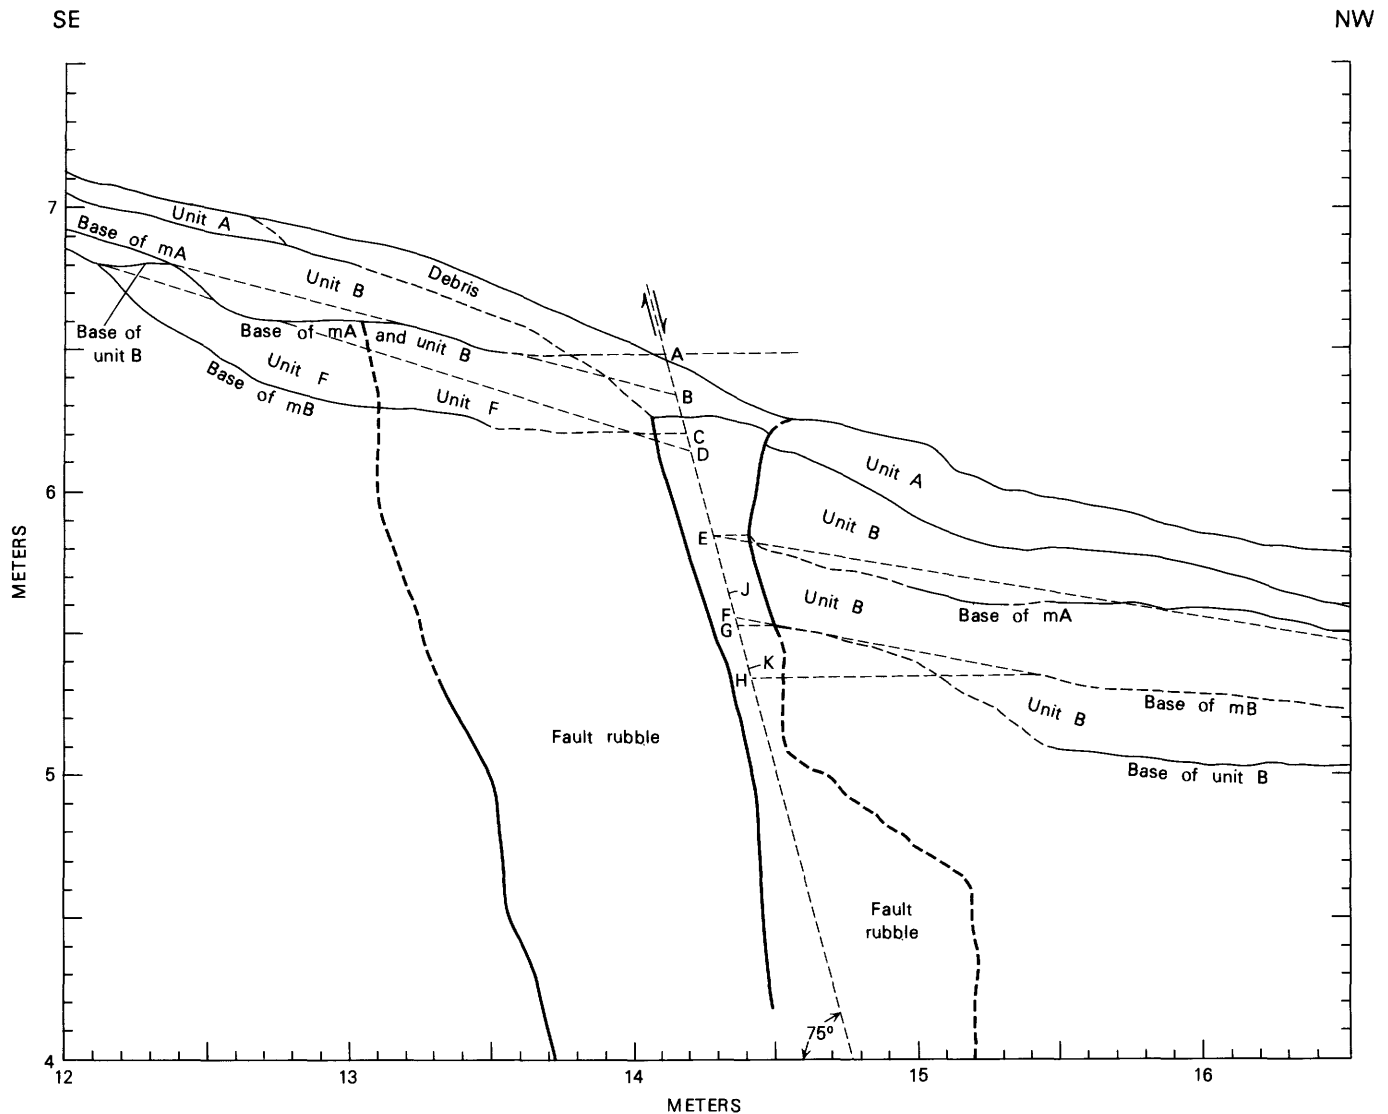 SE
NW
7
Unit A
Base of mA
Unit B
Debris
Base of
unit B
Base of mA and unit B
Unit F
Base of mB
Unit F
A
B
C
D
6
METERS
Unit A
Unit B
E
J
Unit B
Base of mA
F
G
K
H
Unit B
Base of mB
Fault rubble
5
Base of unit B
Fault
rubble
75°
4
12
13
14
15
16
METERS